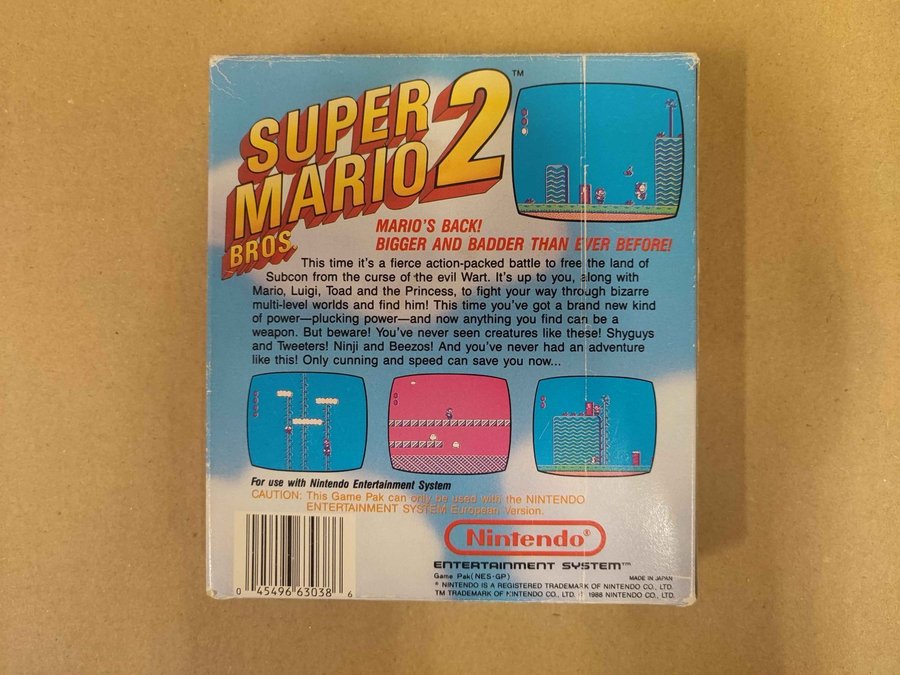 SUPER
MARIO
BROS. 2™
MARIO'S BACK!
BIGGER AND BADDER THAN EVER BEFORE!
This time it's a fierce action-packed battle to free the land of
Subcon from the curse of the evil Wart. It's up to you, along with
Mario, Luigi, Toad and the Princess, to fight your way through bizarre
multi-level worlds and find him! This time you've got a brand new kind
of power—plucking power—and now anything you find can be a
weapon. But beware! You've never seen creatures like these! Shyguys
and Tweeters! Ninji and Beezos! And you've never had an adventure
like this! Only cunning and speed can save you now...
For use with Nintendo Entertainment System
CAUTION: This Game Pak can only be used with the NINTENDO
ENTERTAINMENT SYSTEM European Version.
Nintendo®
ENTERTAINMENT SYSTEM™
Game Pak (NES-GP)
MADE IN JAPAN
® NINTENDO IS A REGISTERED TRADEMARK OF NINTENDO CO., LTD.
TM TRADEMARK OF NINTENDO CO., LTD. © 1988 NINTENDO CO., LTD.
0 45496 63038 6